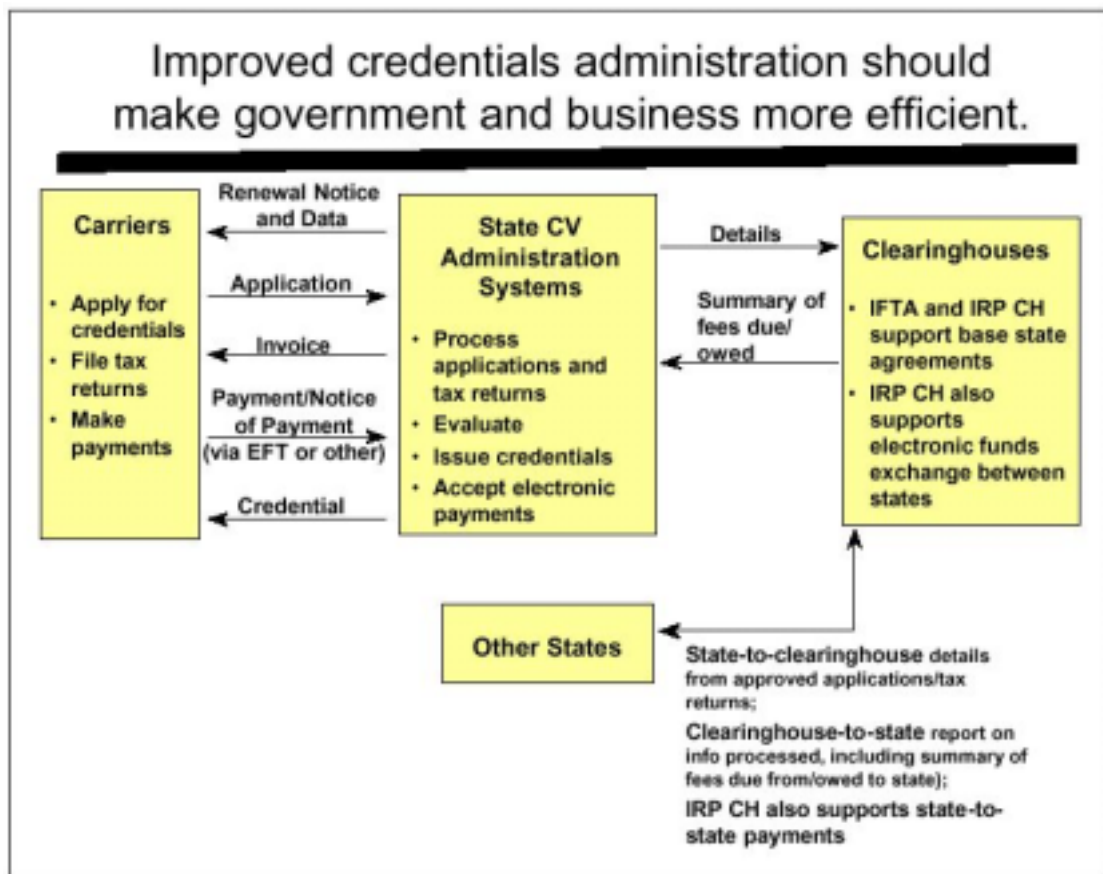 Improved credentials administration should
make government and business more efficient.
Carriers
• Apply for
credentials
• File tax
returns
• Make
payments
Renewal Notice
and Data
Application
Invoice
Payment/Notice
of Payment
(via EFT or other)
Credential
State CV
Administration
Systems
• Process
applications and
tax returns
• Evaluate
• Issue credentials
• Accept electronic
payments
Details
Summary of
fees due/
owed
Clearinghouses
• IFTA and IRP CH
support base state
agreements
• IRP CH also
supports
electronic funds
exchange between
states
Other States
State-to-clearinghouse details
from approved applications/tax
returns;
Clearinghouse-to-state report on
info processed, including summary of
fees due from/owed to state);
IRP CH also supports state-to-
state payments